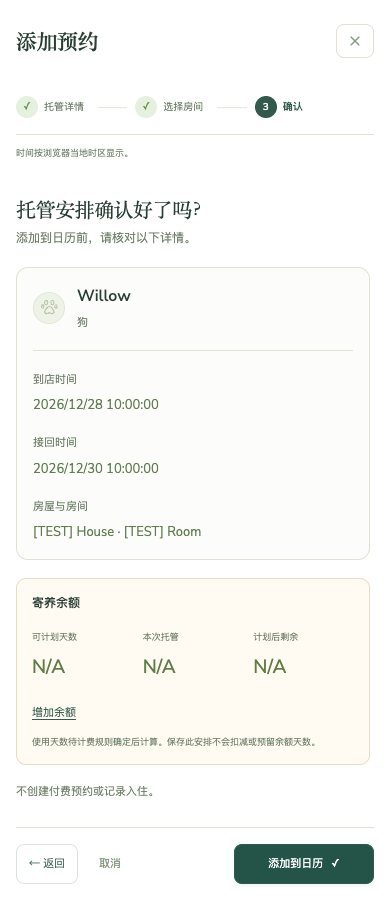 添加预约
✓ 托管详情 ✓ 选择房间 3 确认
时间按浏览器当地时区显示。
托管安排确认好了吗?
添加到日历前，请核对以下详情。
Willow
狗
到店时间
2026/12/28 10:00:00
接回时间
2026/12/30 10:00:00
房屋与房间
[TEST] House · [TEST] Room
寄养余额
可计划天数 本次托管 计划后剩余
N/A N/A N/A
增加余额
使用天数待计费规则确定后计算。保存此安排不会扣减或预留余额天数。
不创建付费预约或记录入住。
← 返回 取消 添加到日历 ✓